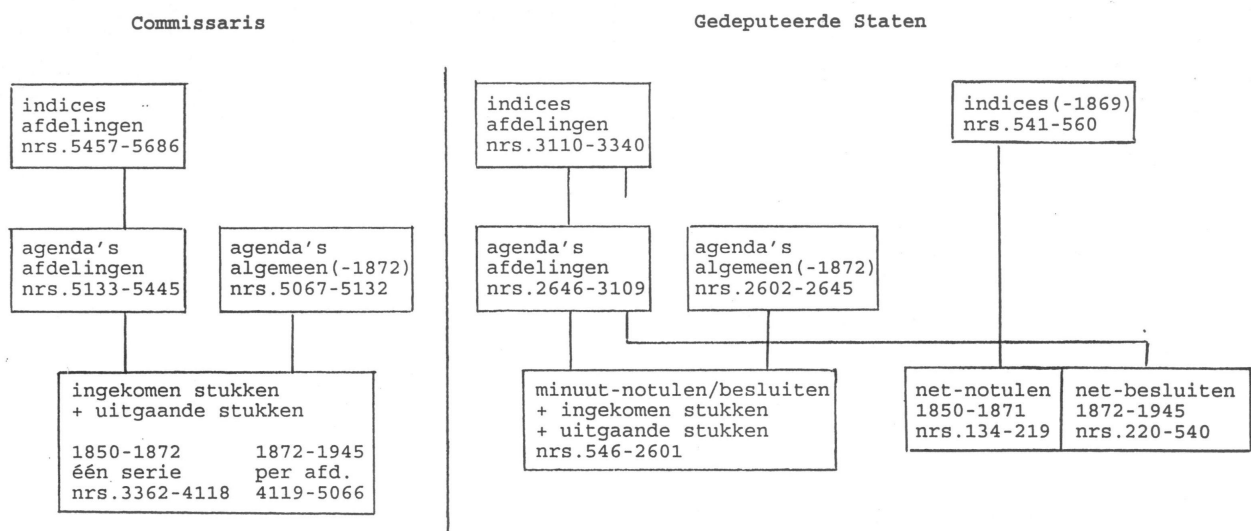 Commissaris
Gedeputeerde Staten
indices
afdelingen
nrs.5457-5686
agenda's
afdelingen
nrs.5133-5445
agenda's
algemeen(-1872)
nrs.5067-5132
ingekomen stukken
+ uitgaande stukken
1850-1872 1872-1945
één serie per afd.
nrs.3362-4118 4119-5066
indices
afdelingen
nrs.3110-3340
indices(-1869)
nrs.541-560
agenda's
afdelingen
nrs.2646-3109
agenda's
algemeen(-1872)
nrs.2602-2645
minuut-notulen/besluiten
+ ingekomen stukken
+ uitgaande stukken
nrs.546-2601
net-notulen
1850-1871
nrs.134-219
net-besluiten
1872-1945
nrs.220-540